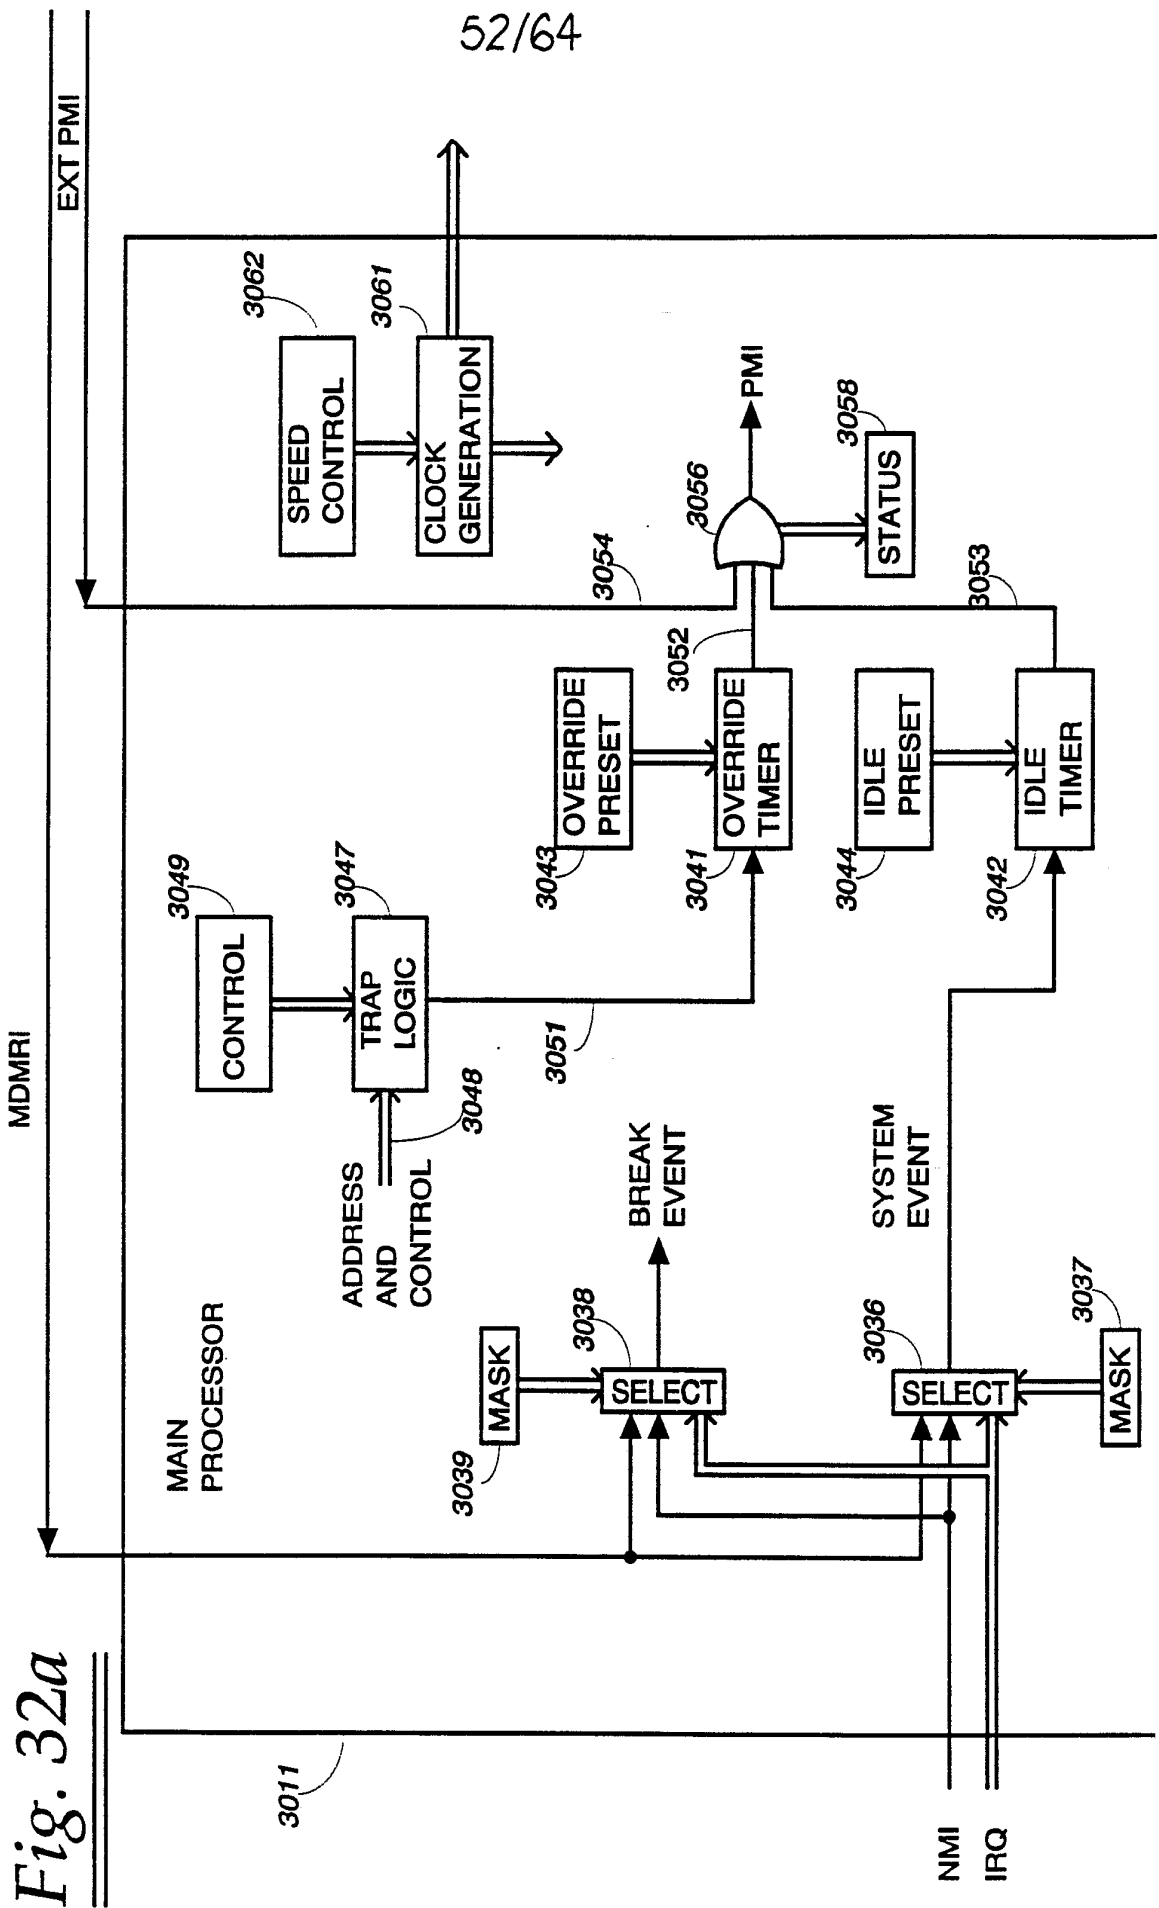 52/64
Fig. 32a
MDMRI
EXT PMI
3011
MAIN
PROCESSOR
CONTROL
3049
TRAP
LOGIC
3047
ADDRESS
AND
CONTROL
3048
3051
SPEED
CONTROL
3062
CLOCK
GENERATION
3061
MASK
3039
SELECT
3038
BREAK
EVENT
OVERRIDE
PRESET
3043
OVERRIDE
TIMER
3041
3052
3054
3056
PMI
STATUS
3058
IDLE
PRESET
3044
IDLE
TIMER
3042
3053
SYSTEM
EVENT
SELECT
3036
MASK
3037
NMI
IRQ